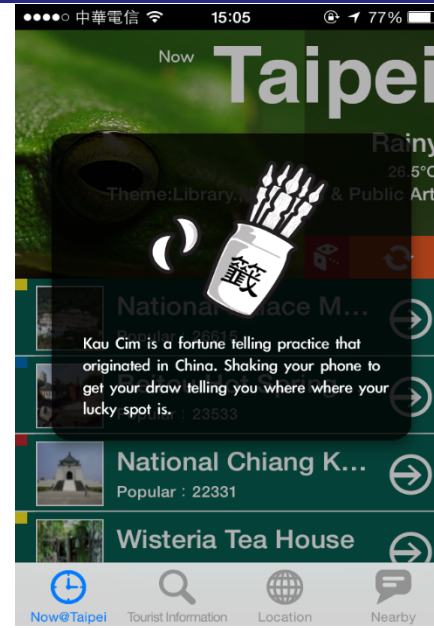 中華電信 15:05 77%
Now Taipei
Rainy
26.5°C
Theme:Library, & Public Art
籤
National Palace M...
Popular : 26615
Kau Cim is a fortune telling practice that
originated in China. Shaking your phone to
get your draw telling you where where your
lucky spot is.
Hot Spring
Popular : 23533
National Chiang K...
Popular : 22331
Wisteria Tea House
Now@Taipei Tourist Information Location Nearby